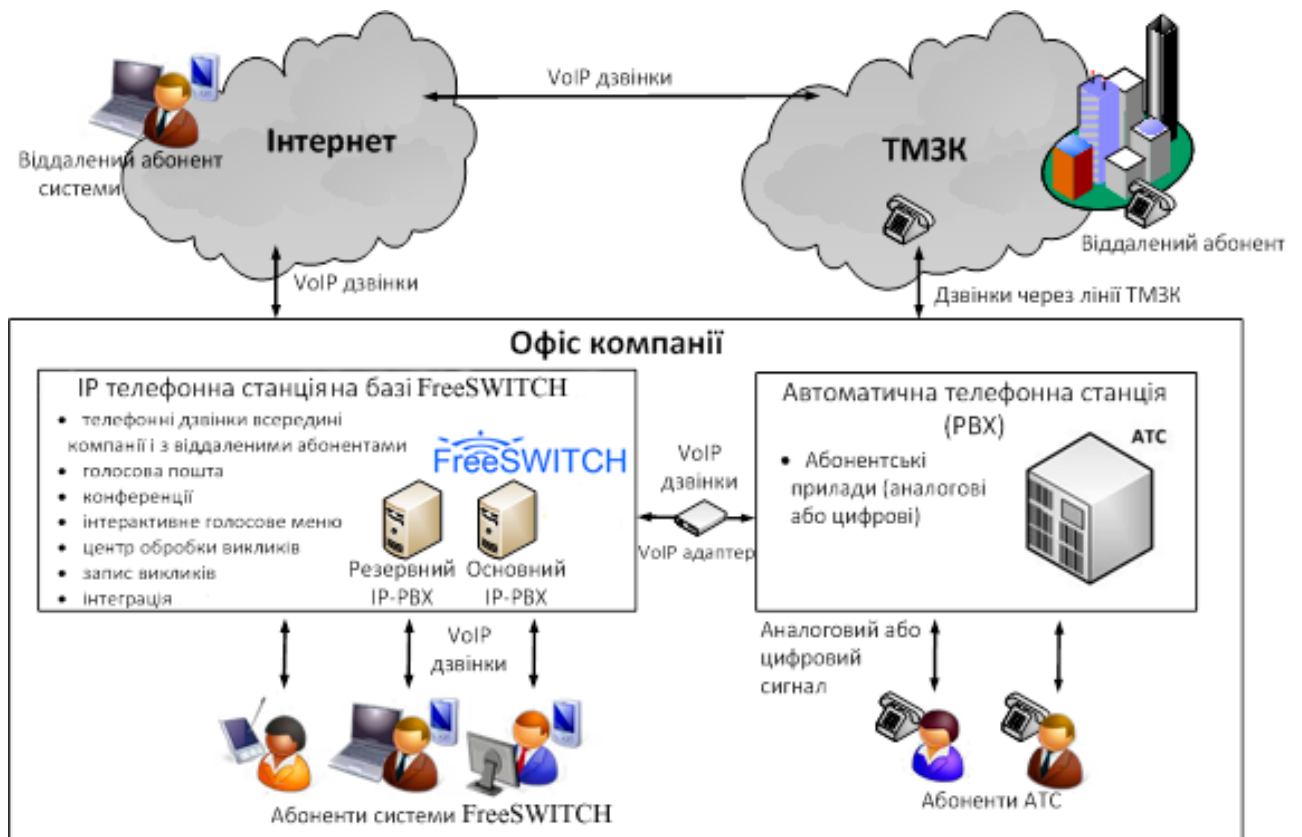 VoIP дзвінки
Інтернет
ТМЗК
Віддалений абонент
системи
Віддалений абонент
VoIP дзвінки
Дзвінки через лінії ТМЗК
Офіс компанії
IP телефонна станція на базі FreeSWITCH
• телефонні дзвінки всередині
компанії і з віддаленими абонентами
• голосова пошта
• конференції
• інтерактивне голосове меню
• центр обробки викликів
• запис викликів
• інтеграція
FreeSWITCH
Резервний
IP-PBX
Основний
IP-PBX
VoIP
дзвінки
VoIP адаптер
Автоматична телефонна станція
(PBX)
АТС
• Абонентські
прилади (аналогові
або цифрові)
VoIP
дзвінки
Аналоговий або
цифровий
сигнал
Абоненти системи FreeSWITCH
Абоненти АТС